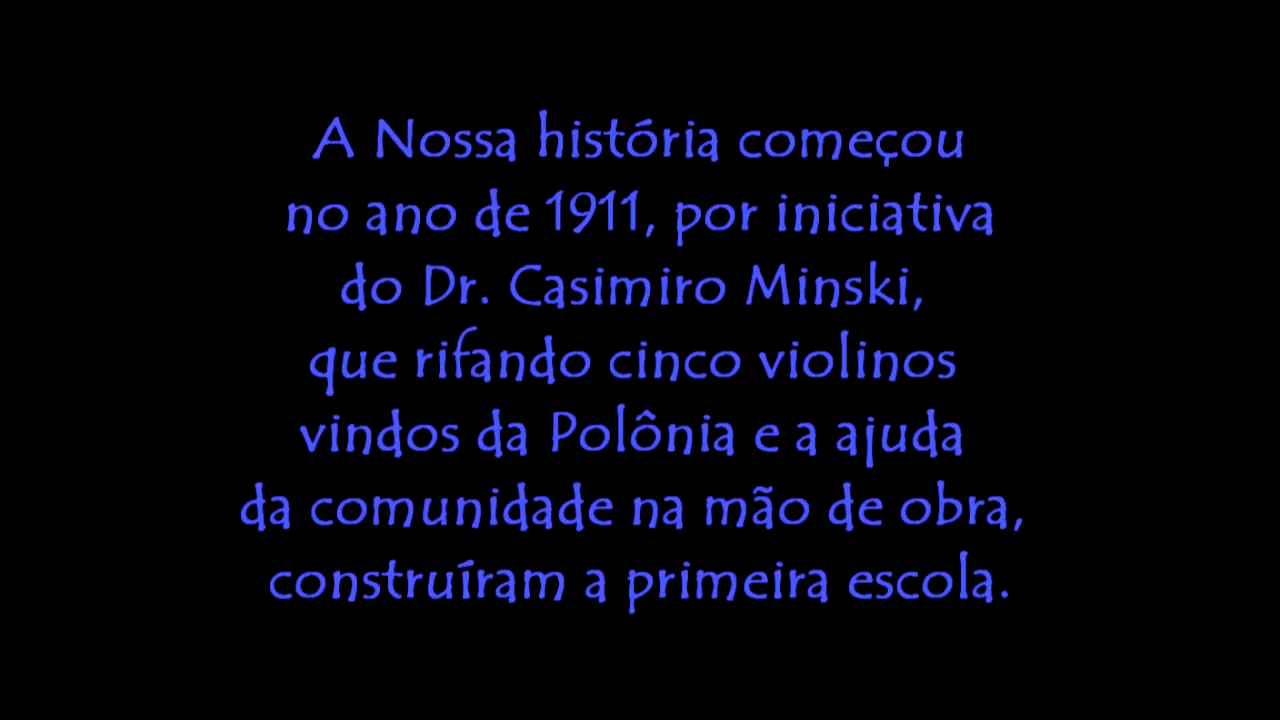 A Nossa história começou
no ano de 1911, por iniciativa
do Dr. Casimiro Minski,
que rifando cinco violinos
vindos da Polônia e a ajuda
da comunidade na mão de obra,
construíram a primeira escola.